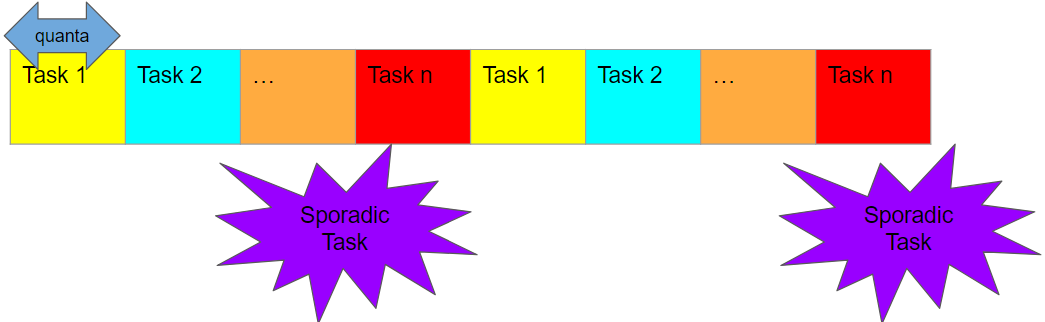 quanta
Task 1
Task 2
…
Task n
Task 1
Task 2
…
Task n
Sporadic
Task
Sporadic
Task